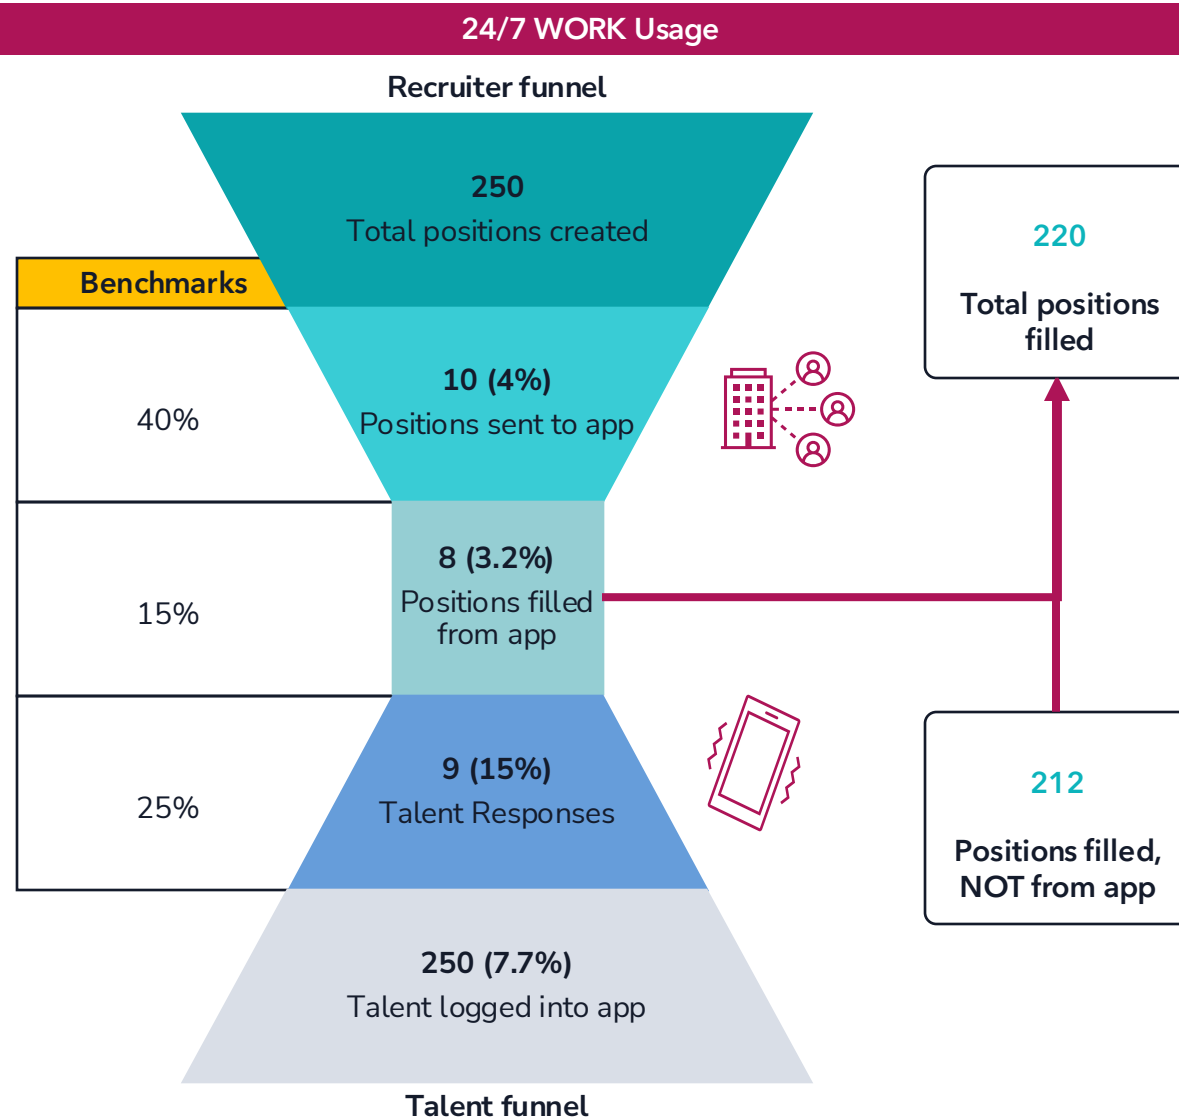 24/7 WORK Usage
Recruiter funnel
250
Total positions created
Benchmarks
40%
10 (4%)
Positions sent to app
15%
8 (3.2%)
Positions filled
from app
25%
9 (15%)
Talent Responses
250 (7.7%)
Talent logged into app
Talent funnel
220
Total positions
filled
212
Positions filled,
NOT from app